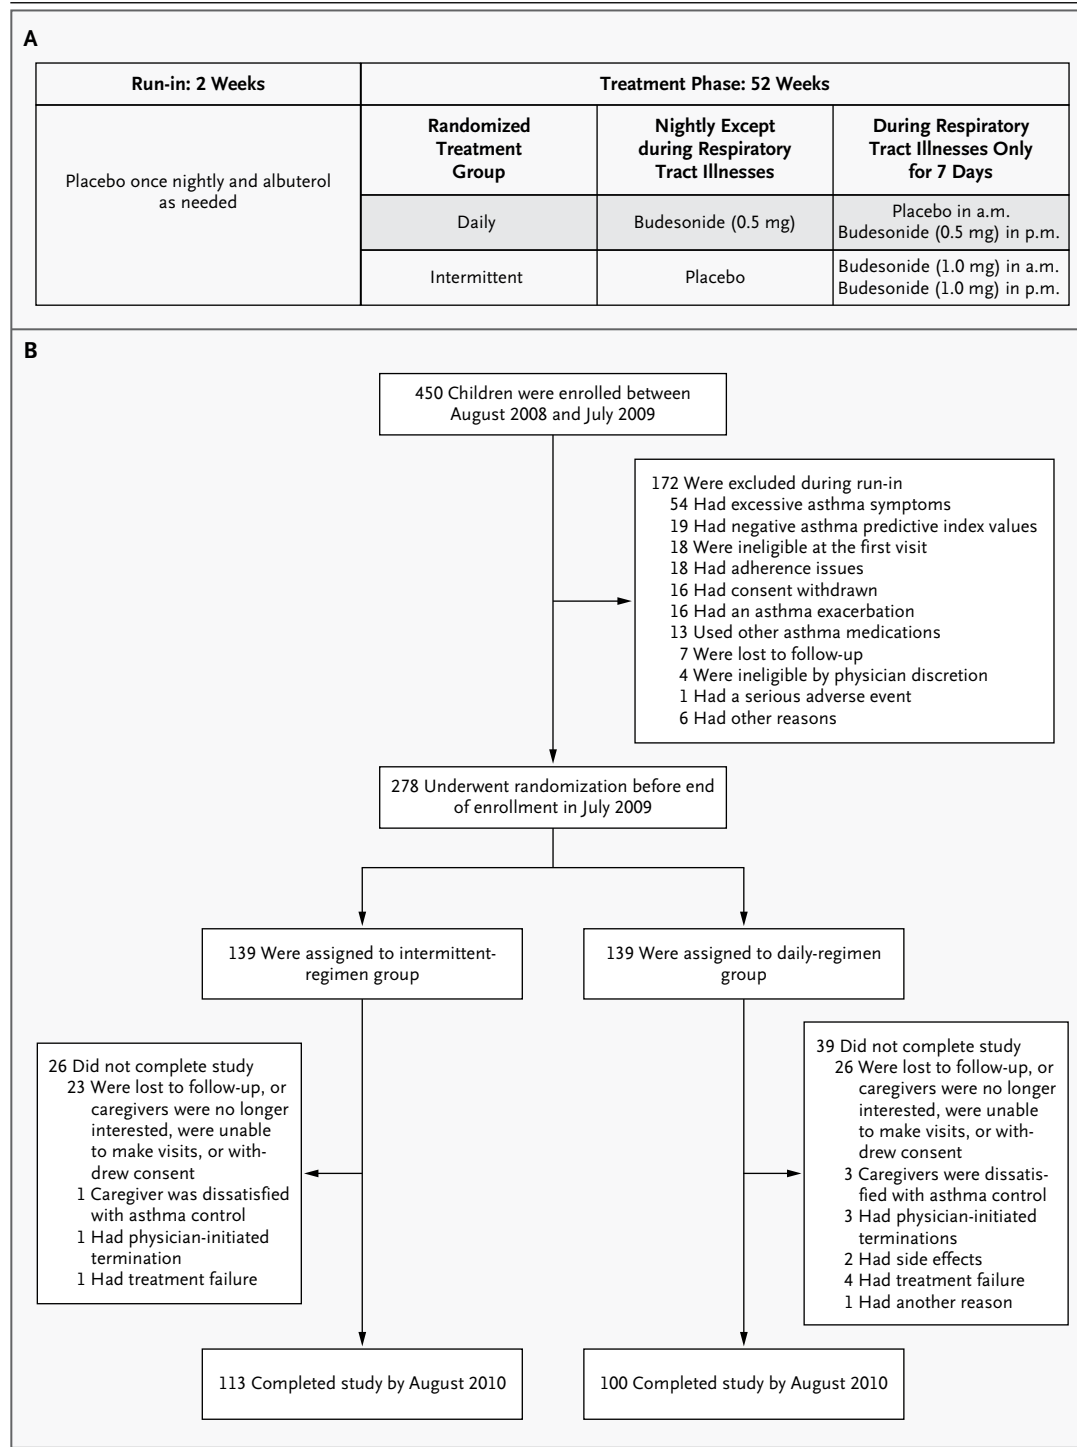 A
Run-in: 2 Weeks
Treatment Phase: 52 Weeks
Placebo once nightly and albuterol
as needed
Randomized
Treatment
Group
Nightly Except
during Respiratory
Tract Illnesses
During Respiratory
Tract Illnesses Only
for 7 Days
Daily
Budesonide (0.5 mg)
Placebo in a.m.
Budesonide (0.5 mg) in p.m.
Intermittent
Placebo
Budesonide (1.0 mg) in a.m.
Budesonide (1.0 mg) in p.m.
B
450 Children were enrolled between
August 2008 and July 2009
172 Were excluded during run-in
54 Had excessive asthma symptoms
19 Had negative asthma predictive index values
18 Were ineligible at the first visit
18 Had adherence issues
16 Had consent withdrawn
16 Had an asthma exacerbation
13 Used other asthma medications
7 Were lost to follow-up
4 Were ineligible by physician discretion
1 Had a serious adverse event
6 Had other reasons
278 Underwent randomization before end
of enrollment in July 2009
139 Were assigned to intermittent-
regimen group
139 Were assigned to daily-regimen
group
26 Did not complete study
23 Were lost to follow-up, or
caregivers were no longer
interested, were unable
to make visits, or with-
drew consent
1 Caregiver was dissatisfied
with asthma control
1 Had physician-initiated
termination
1 Had treatment failure
39 Did not complete study
26 Were lost to follow-up, or
caregivers were no longer
interested, were unable
to make visits, or with-
drew consent
3 Caregivers were dissatis-
fied with asthma control
3 Had physician-initiated
terminations
2 Had side effects
4 Had treatment failure
1 Had another reason
113 Completed study by August 2010
100 Completed study by August 2010